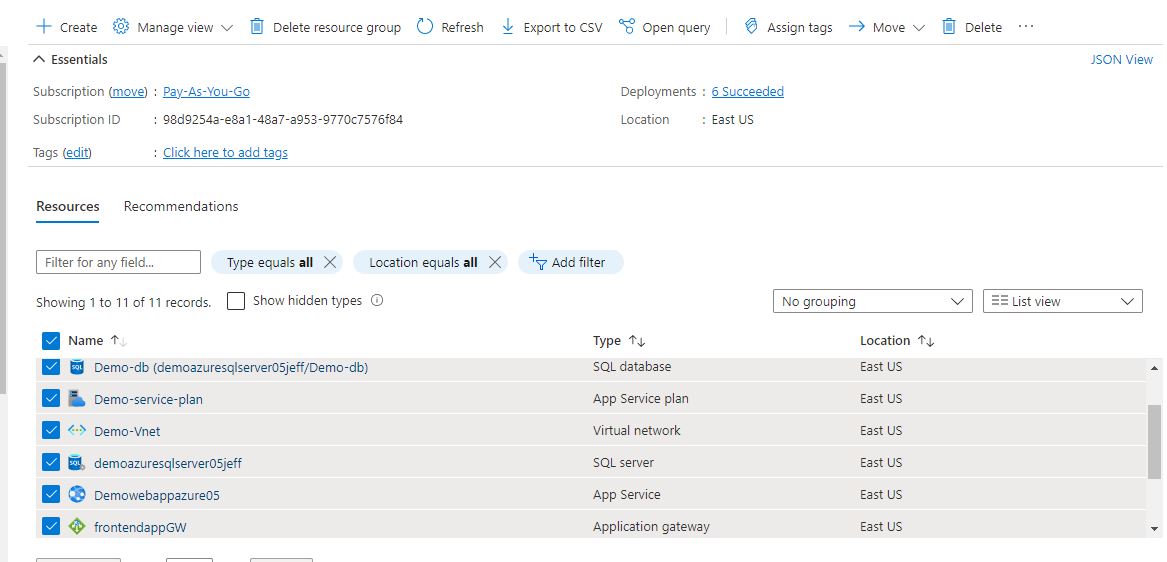 Create Manage view Delete resource group Refresh Export to CSV Open query Assign tags Move Delete ...
Essentials JSON View
Subscription (move) : Pay-As-You-Go Deployments : 6 Succeeded
Subscription ID : 98d9254a-e8a1-48a7-a953-9770c7576f84 Location : East US
Tags (edit) : Click here to add tags
Resources Recommendations
Filter for any field... Type equals all Location equals all Add filter
Showing 1 to 11 of 11 records. Show hidden types No grouping List view
Name Type Location
Demo-db (demoazuresqlserver05jeff/Demo-db) SQL database East US
Demo-service-plan App Service plan East US
Demo-Vnet Virtual network East US
demoazuresqlserver05jeff SQL server East US
Demowebappazure05 App Service East US
frontendappGW Application gateway East US